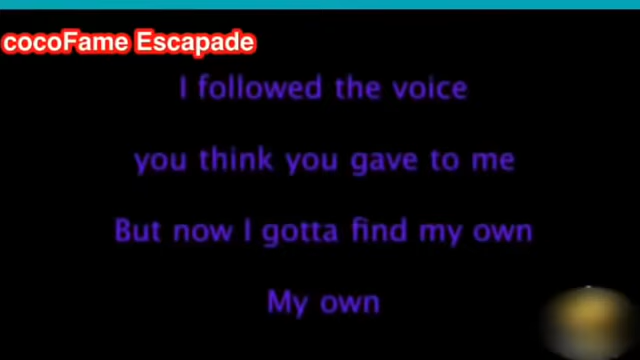 cocoFame Escapade
I followed the voice
you think you gave to me
But now I gotta find my own
My own